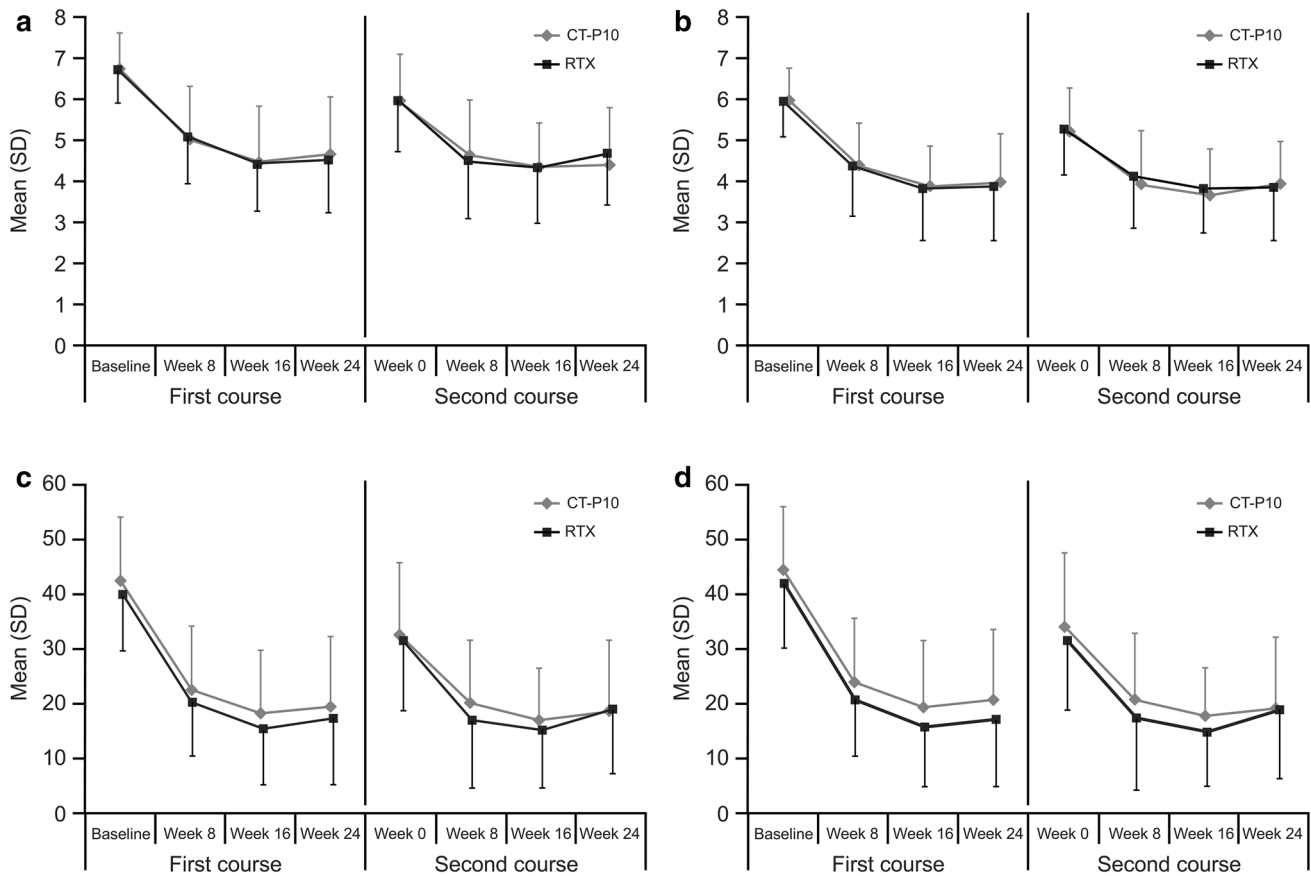 a
8
7
6
5
4
3
2
1
0
Mean (SD)
CT-P10
RTX
Baseline Week 8 Week 16 Week 24 Week 0 Week 8 Week 16 Week 24
First course Second course
b
8
7
6
5
4
3
2
1
0
Mean (SD)
CT-P10
RTX
Baseline Week 8 Week 16 Week 24 Week 0 Week 8 Week 16 Week 24
First course Second course
c
60
50
40
30
20
10
0
Mean (SD)
CT-P10
RTX
Baseline Week 8 Week 16 Week 24 Week 0 Week 8 Week 16 Week 24
First course Second course
d
60
50
40
30
20
10
0
Mean (SD)
CT-P10
RTX
Baseline Week 8 Week 16 Week 24 Week 0 Week 8 Week 16 Week 24
First course Second course